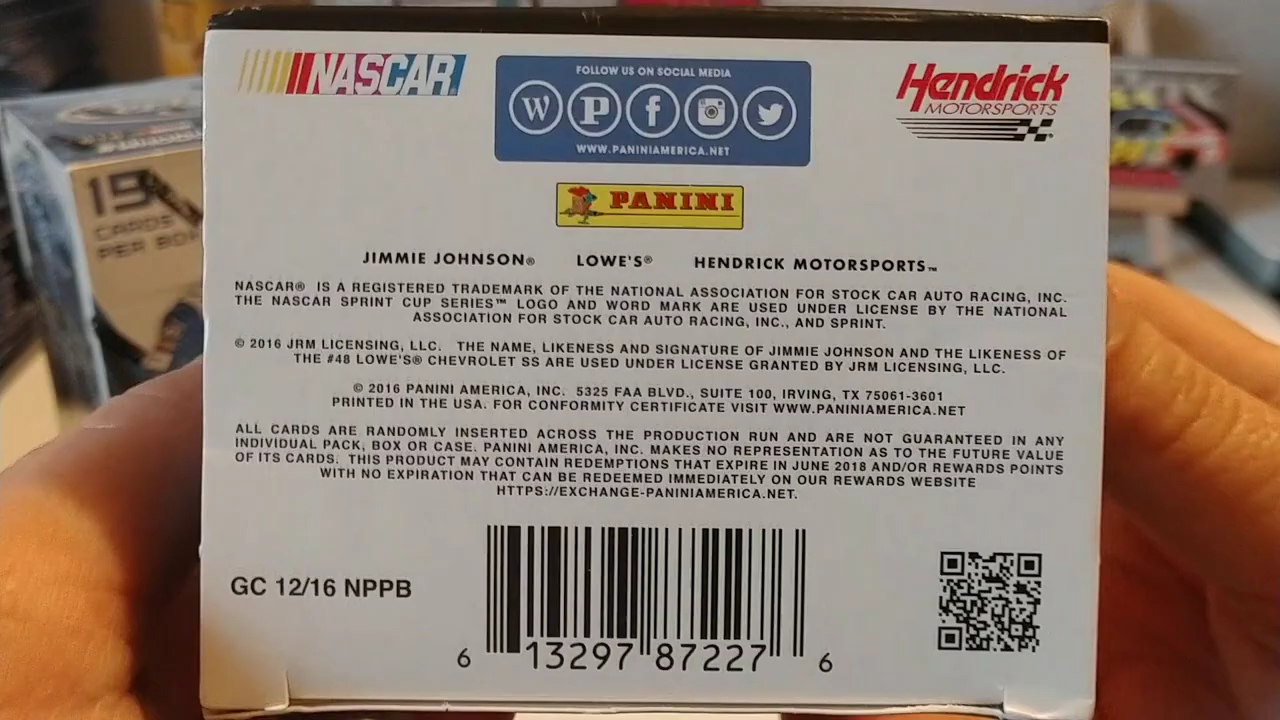 NASCAR
FOLLOW US ON SOCIAL MEDIA
WWW.PANINIAMERICA.NET
Hendrick
MOTORSPORTS
PANINI
19
CARDS
PER BOX
JIMMIE JOHNSON® LOWE'S® HENDRICK MOTORSPORTS™
NASCAR® IS A REGISTERED TRADEMARK OF THE NATIONAL ASSOCIATION FOR STOCK CAR AUTO RACING, INC.
THE NASCAR SPRINT CUP SERIES™ LOGO AND WORD MARK ARE USED UNDER LICENSE BY THE NATIONAL
ASSOCIATION FOR STOCK CAR AUTO RACING, INC., AND SPRINT.
© 2016 JRM LICENSING, LLC. THE NAME, LIKENESS AND SIGNATURE OF JIMMIE JOHNSON AND THE LIKENESS OF
THE #48 LOWE'S® CHEVROLET SS ARE USED UNDER LICENSE GRANTED BY JRM LICENSING, LLC.
© 2016 PANINI AMERICA, INC. 5325 FAA BLVD., SUITE 100, IRVING, TX 75061-3601
PRINTED IN THE USA. FOR CONFORMITY CERTIFICATE VISIT WWW.PANINIAMERICA.NET
ALL CARDS ARE RANDOMLY INSERTED ACROSS THE PRODUCTION RUN AND ARE NOT GUARANTEED IN ANY
INDIVIDUAL PACK, BOX OR CASE. PANINI AMERICA, INC. MAKES NO REPRESENTATION AS TO THE FUTURE VALUE
OF ITS CARDS. THIS PRODUCT MAY CONTAIN REDEMPTIONS THAT EXPIRE IN JUNE 2018 AND/OR REWARDS POINTS
WITH NO EXPIRATION THAT CAN BE REDEEMED IMMEDIATELY ON OUR REWARDS WEBSITE
HTTPS://EXCHANGE-PANINIAMERICA.NET.
GC 12/16 NPPB
6 13297 87227 6